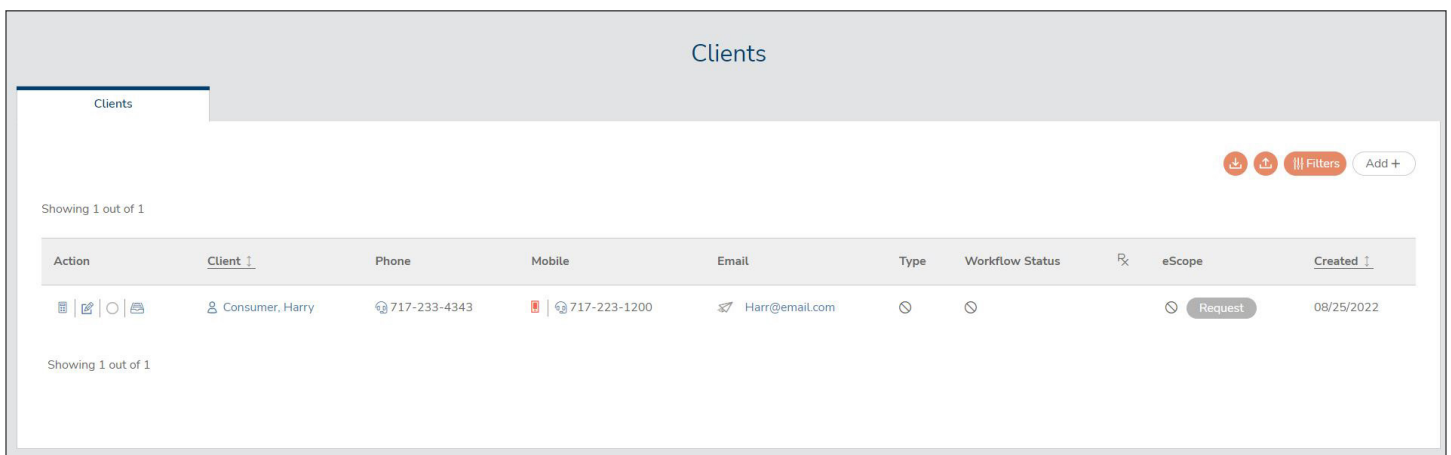 Clients
Clients
Filters Add +
Showing 1 out of 1
Action Client Phone Mobile Email Type Workflow Status Rx eScope Created
Consumer, Harry 717-233-4343 717-223-1200 Harr@email.com Request 08/25/2022
Showing 1 out of 1